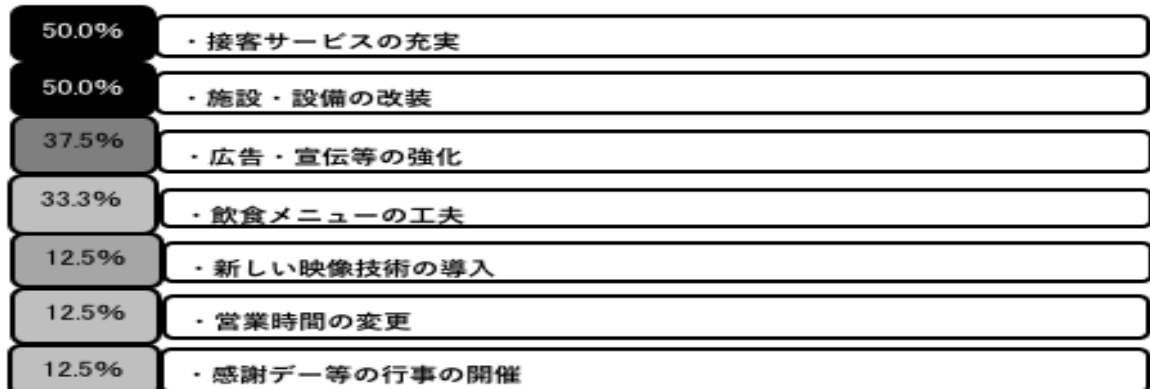 50.0% ・接客サービスの充実
50.0% ・施設・設備の改装
37.5% ・広告・宣伝等の強化
33.3% ・飲食メニューの工夫
12.5% ・新しい映像技術の導入
12.5% ・営業時間の変更
12.5% ・感謝デー等の行事の開催